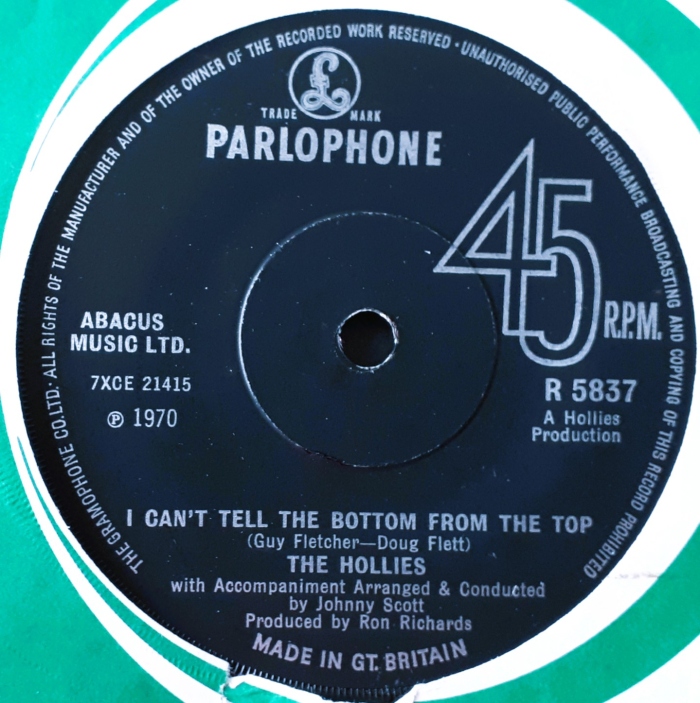 THE GRAMOPHONE CO. LTD. · ALL RIGHTS OF THE MANUFACTURER AND OF THE OWNER OF THE RECORDED WORK RESERVED · UNAUTHORISED PUBLIC PERFORMANCE BROADCASTING AND COPYING OF THIS RECORD PROHIBITED
£
TRADE MARK
PARLOPHONE
45
R.P.M.
ABACUS
MUSIC LTD.
7XCE 21415
℗ 1970
R 5837
A Hollies
Production
I CAN'T TELL THE BOTTOM FROM THE TOP
(Guy Fletcher—Doug Flett)
THE HOLLIES
with Accompaniment Arranged & Conducted
by Johnny Scott
Produced by Ron Richards
MADE IN GT. BRITAIN